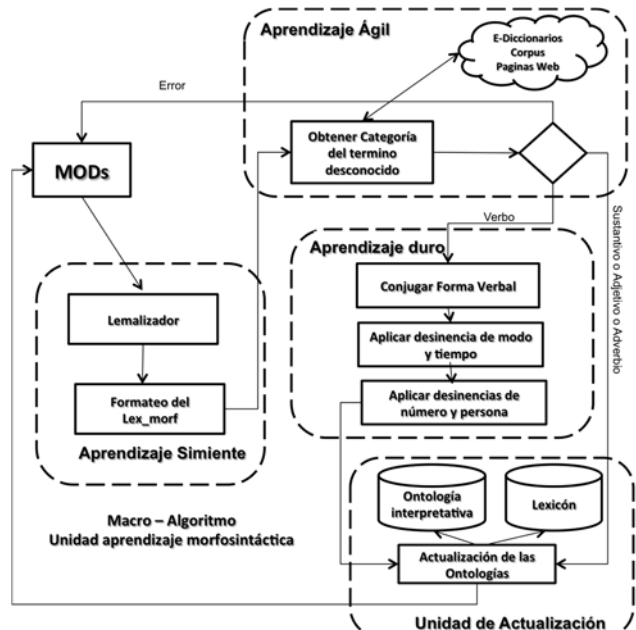 Aprendizaje Ágil
E-Diccionarios
Corpus
Paginas Web
Error
Obtener Categoría
del termino
desconocido
MODs
Verbo
Sustantivo o Adjetivo o Adverbio
Aprendizaje duro
Conjugar Forma Verbal
Lemalizador
Aplicar desinencia de modo
y tiempo
Formateo del
Lex_morf
Aplicar desinencias de
número y persona
Aprendizaje Simiente
Ontología
interpretativa
Lexicón
Macro – Algoritmo
Unidad aprendizaje morfosintáctica
Actualización de las
Ontologías
Unidad de Actualización